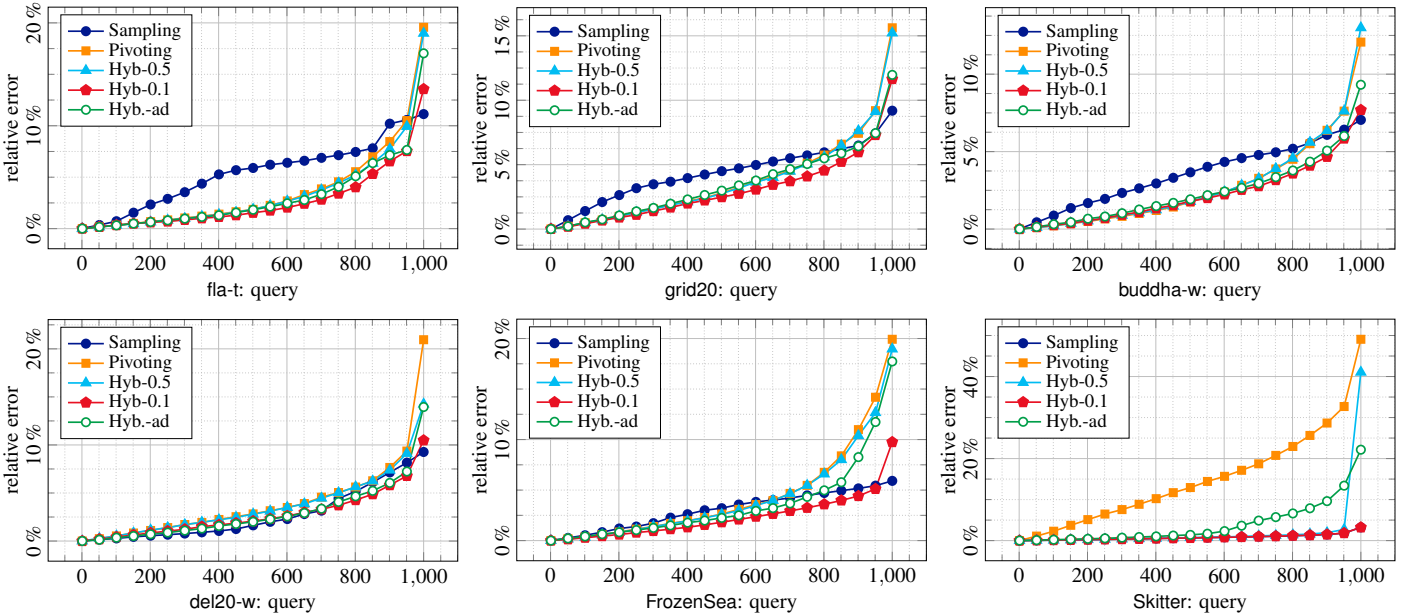 relative error
20 %
10 %
0 %
Sampling
Pivoting
Hyb-0.5
Hyb-0.1
Hyb.-ad
0 200 400 600 800 1,000
fla-t: query
relative error
15 %
10 %
5 %
0 %
Sampling
Pivoting
Hyb-0.5
Hyb-0.1
Hyb.-ad
0 200 400 600 800 1,000
grid20: query
relative error
10 %
5 %
0 %
Sampling
Pivoting
Hyb-0.5
Hyb-0.1
Hyb.-ad
0 200 400 600 800 1,000
buddha-w: query
relative error
20 %
10 %
0 %
Sampling
Pivoting
Hyb-0.5
Hyb-0.1
Hyb.-ad
0 200 400 600 800 1,000
del20-w: query
relative error
20 %
10 %
0 %
Sampling
Pivoting
Hyb-0.5
Hyb-0.1
Hyb.-ad
0 200 400 600 800 1,000
FrozenSea: query
relative error
40 %
20 %
0 %
Sampling
Pivoting
Hyb-0.5
Hyb-0.1
Hyb.-ad
0 200 400 600 800 1,000
Skitter: query